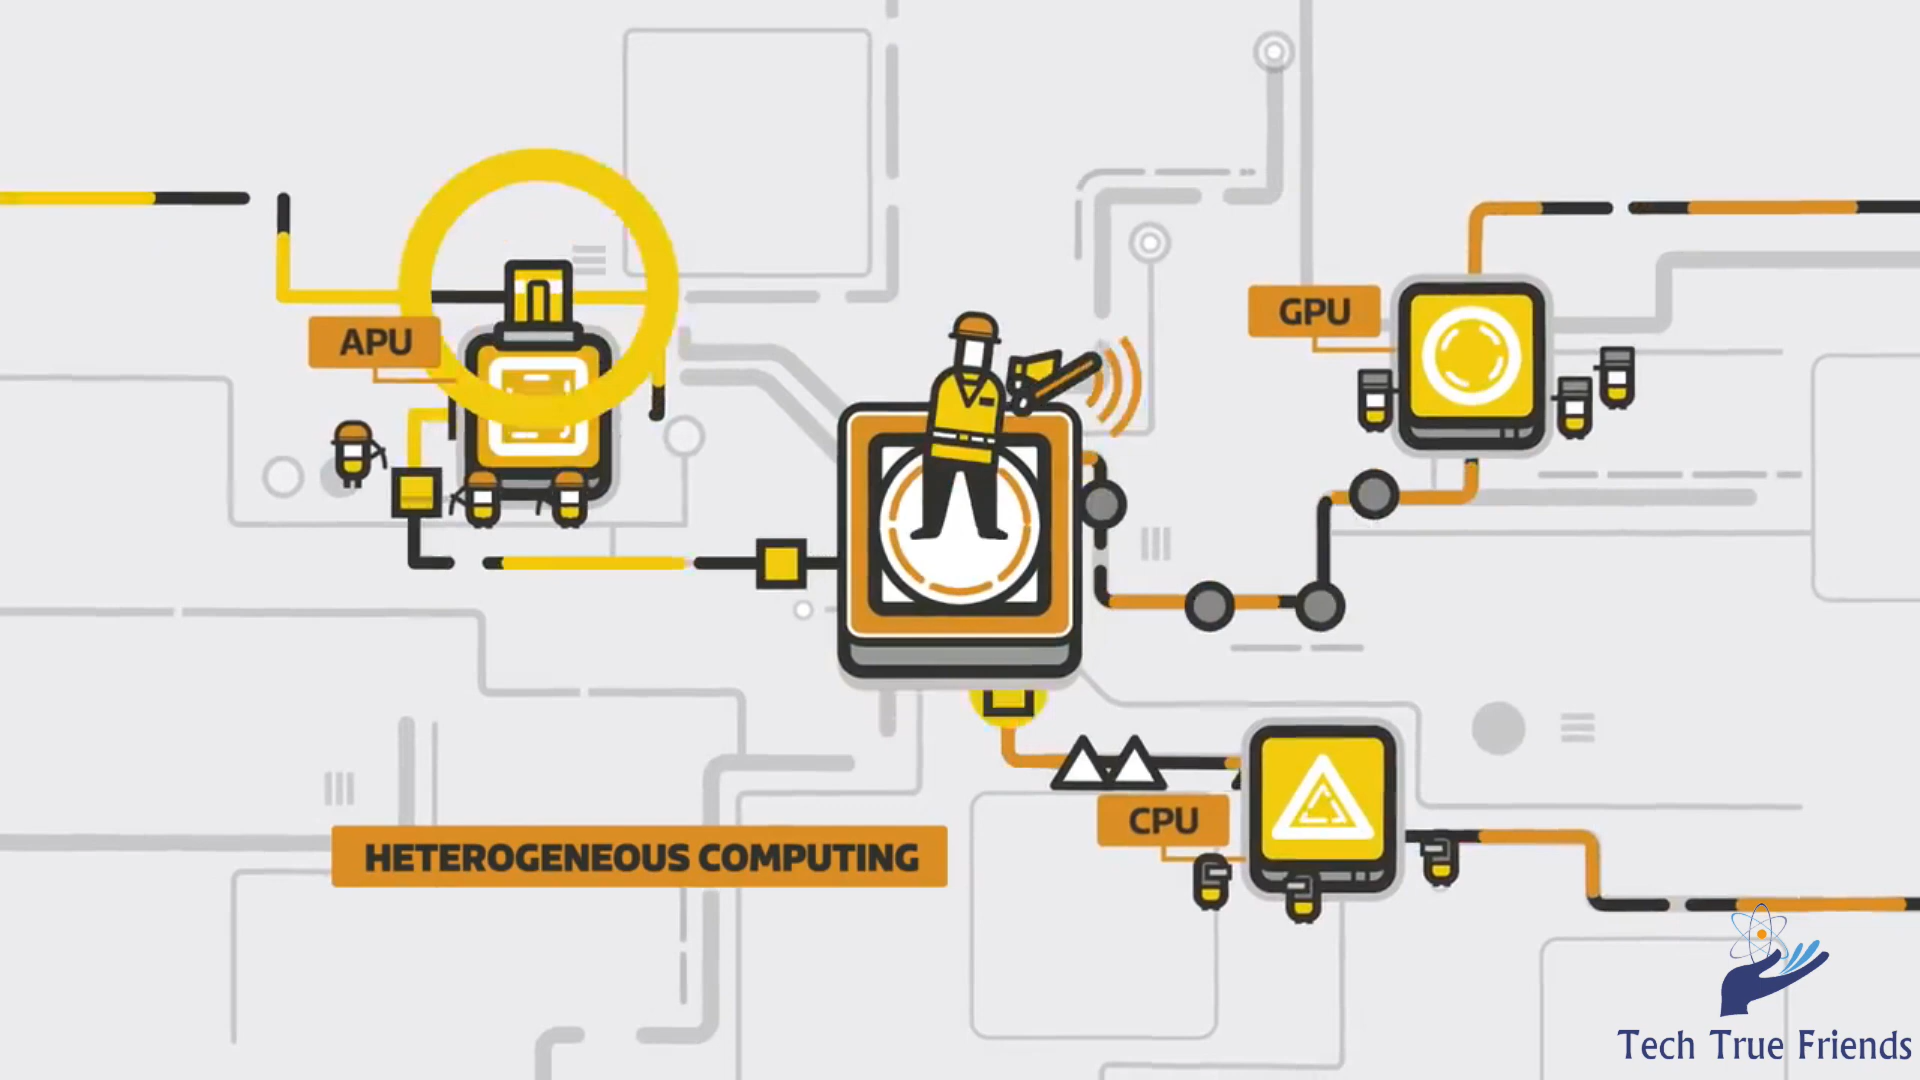 APU
GPU
CPU
HETEROGENEOUS COMPUTING
Tech True Friends